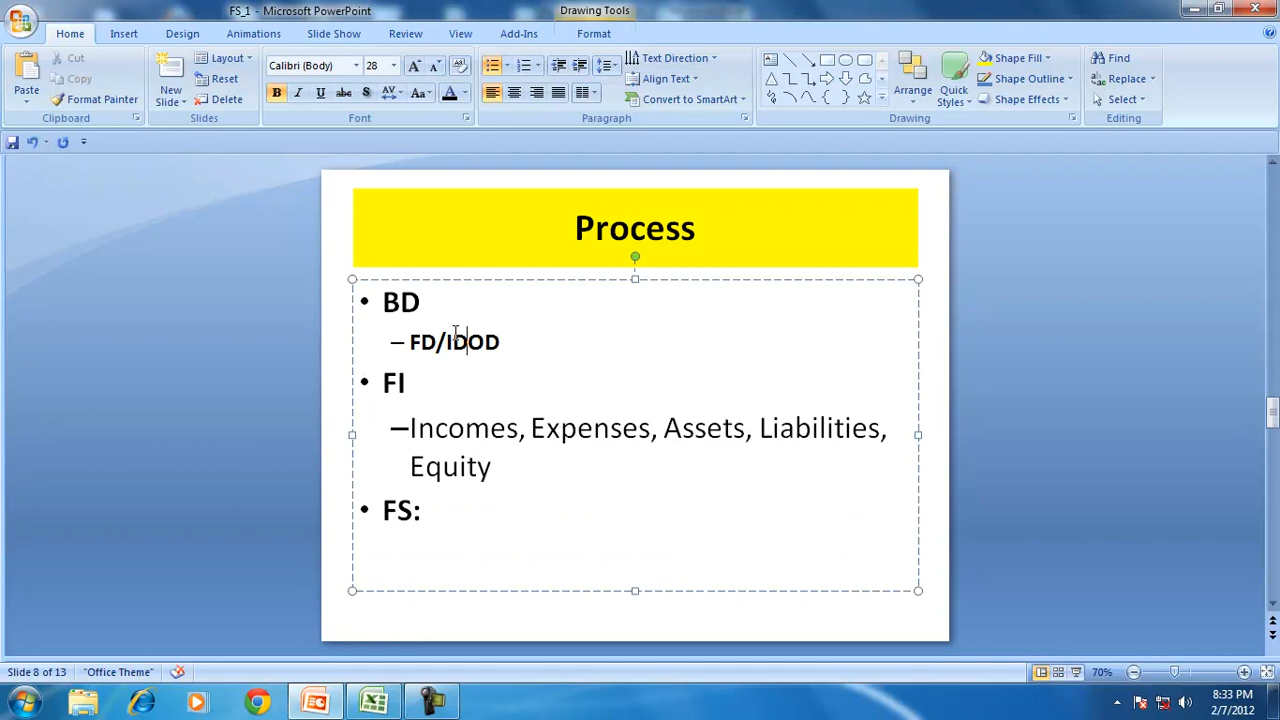 FS_1 - Microsoft PowerPoint
Drawing Tools
Home Insert Design Animations Slide Show Review View Add-Ins Format
Paste
Cut
Copy
Format Painter
Clipboard
New Slide
Layout
Reset
Delete
Slides
Calibri (Body) 28
B I U abc S AV Aa A
Font
Text Direction
Align Text
Convert to SmartArt
Paragraph
Arrange
Quick Styles
Shape Fill
Shape Outline
Shape Effects
Drawing
Find
Replace
Select
Editing
Process
• BD
– FD/IDOD
• FI
–Incomes, Expenses, Assets, Liabilities,
Equity
• FS:
Slide 8 of 13 "Office Theme" 70%
8:33 PM
2/7/2012